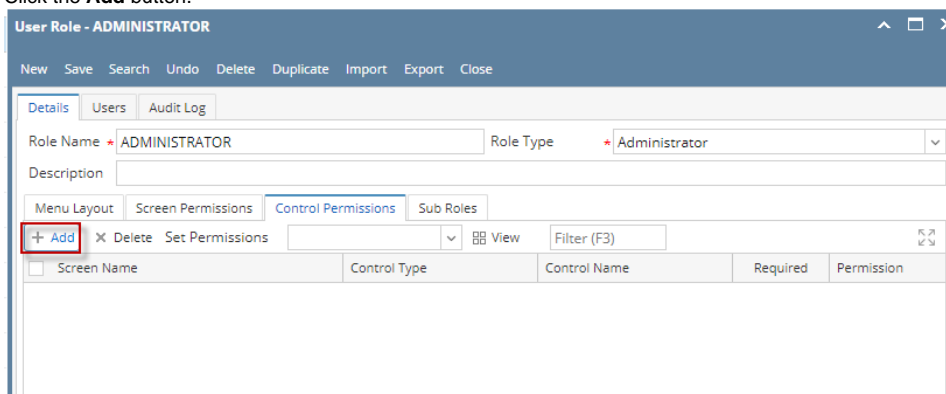 Click the Add button.
User Role - ADMINISTRATOR
New Save Search Undo Delete Duplicate Import Export Close
Details Users Audit Log
Role Name * ADMINISTRATOR Role Type * Administrator
Description
Menu Layout Screen Permissions Control Permissions Sub Roles
+ Add × Delete Set Permissions View Filter (F3)
Screen Name Control Type Control Name Required Permission